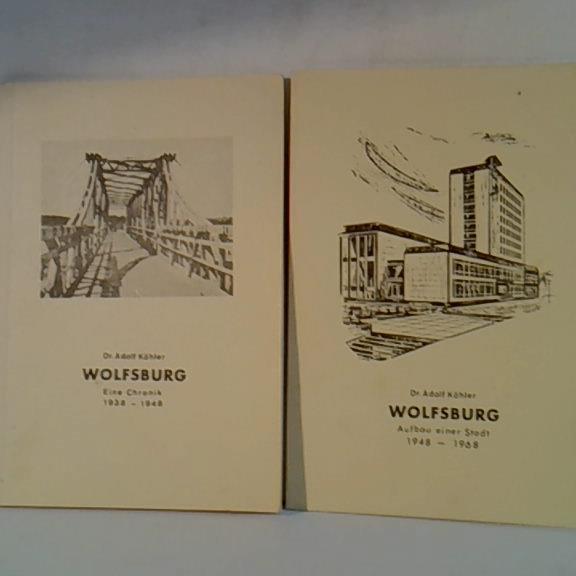 Dr. Adolf Köhler
WOLFSBURG
Eine Chronik
1938 - 1948
Dr. Adolf Köhler
WOLFSBURG
Aufbau einer Stadt
1948 - 1968